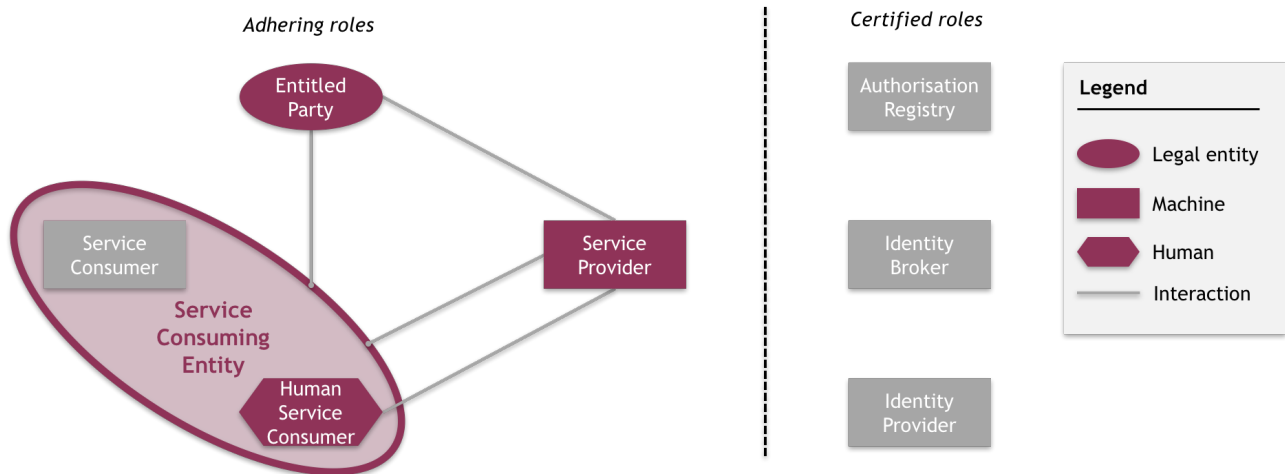 Adhering roles
Certified roles
Entitled
Party
Authorisation
Registry
Legend
Legal entity
Machine
Human
Interaction
Service
Consumer
Service
Provider
Identity
Broker
Service
Consuming
Entity
Human
Service
Consumer
Identity
Provider